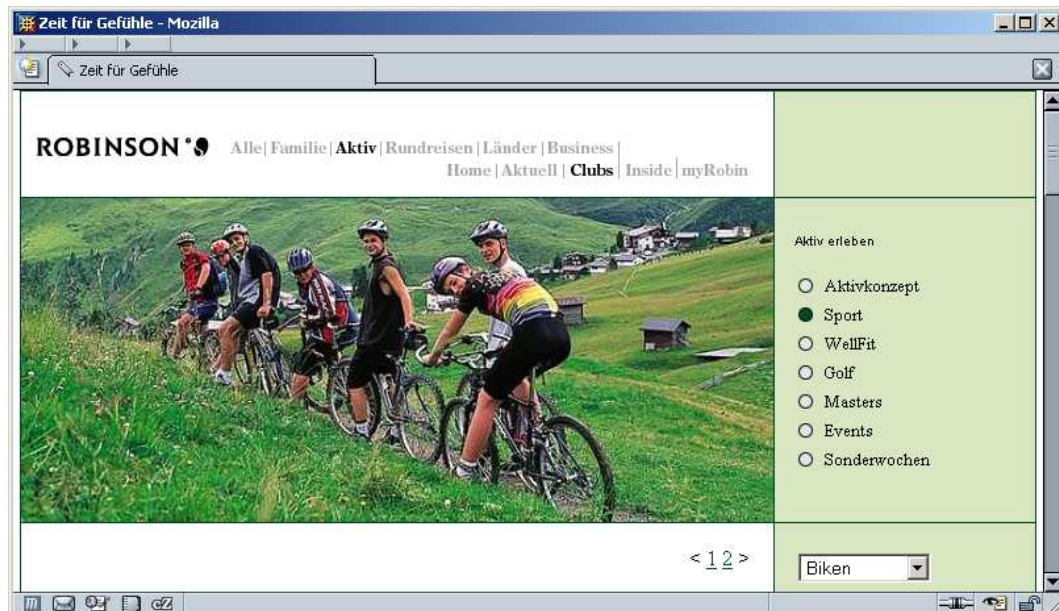 Zeit für Gefühle - Mozilla
Zeit für Gefühle
ROBINSON
Alle|Familie|Aktiv|Rundreisen|Länder|Business|
Home|Aktuell|Clubs|Inside|myRobin
Aktiv erleben
Aktivkonzept
Sport
WellFit
Golf
Masters
Events
Sonderwochen
< 1 2 >
Biken